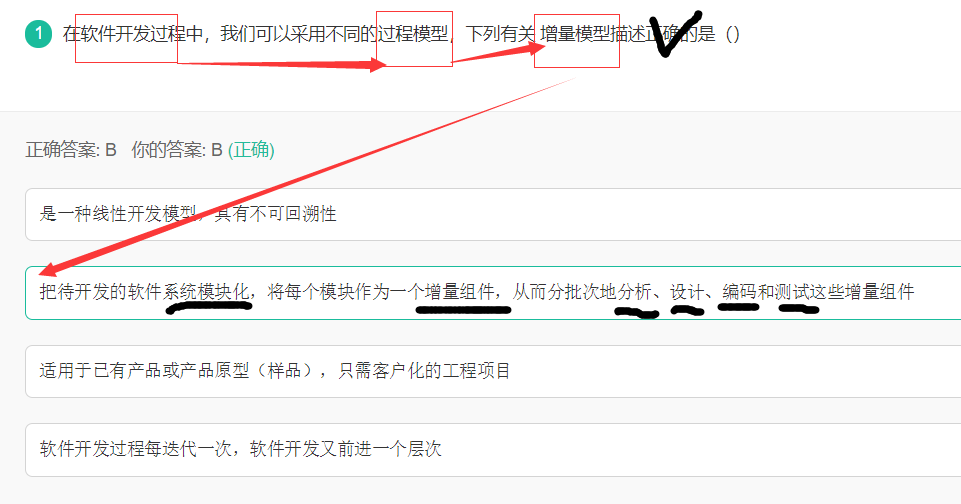 1 在软件开发过程中，我们可以采用不同的过程模型，下列有关 增量模型描述正确的是（）
正确答案: B 你的答案: B (正确)
是一种线性开发模型，具有不可回溯性
把待开发的软件系统模块化，将每个模块作为一个增量组件，从而分批次地分析、设计、编码和测试这些增量组件
适用于已有产品或产品原型（样品），只需客户化的工程项目
软件开发过程每迭代一次，软件开发又前进一个层次